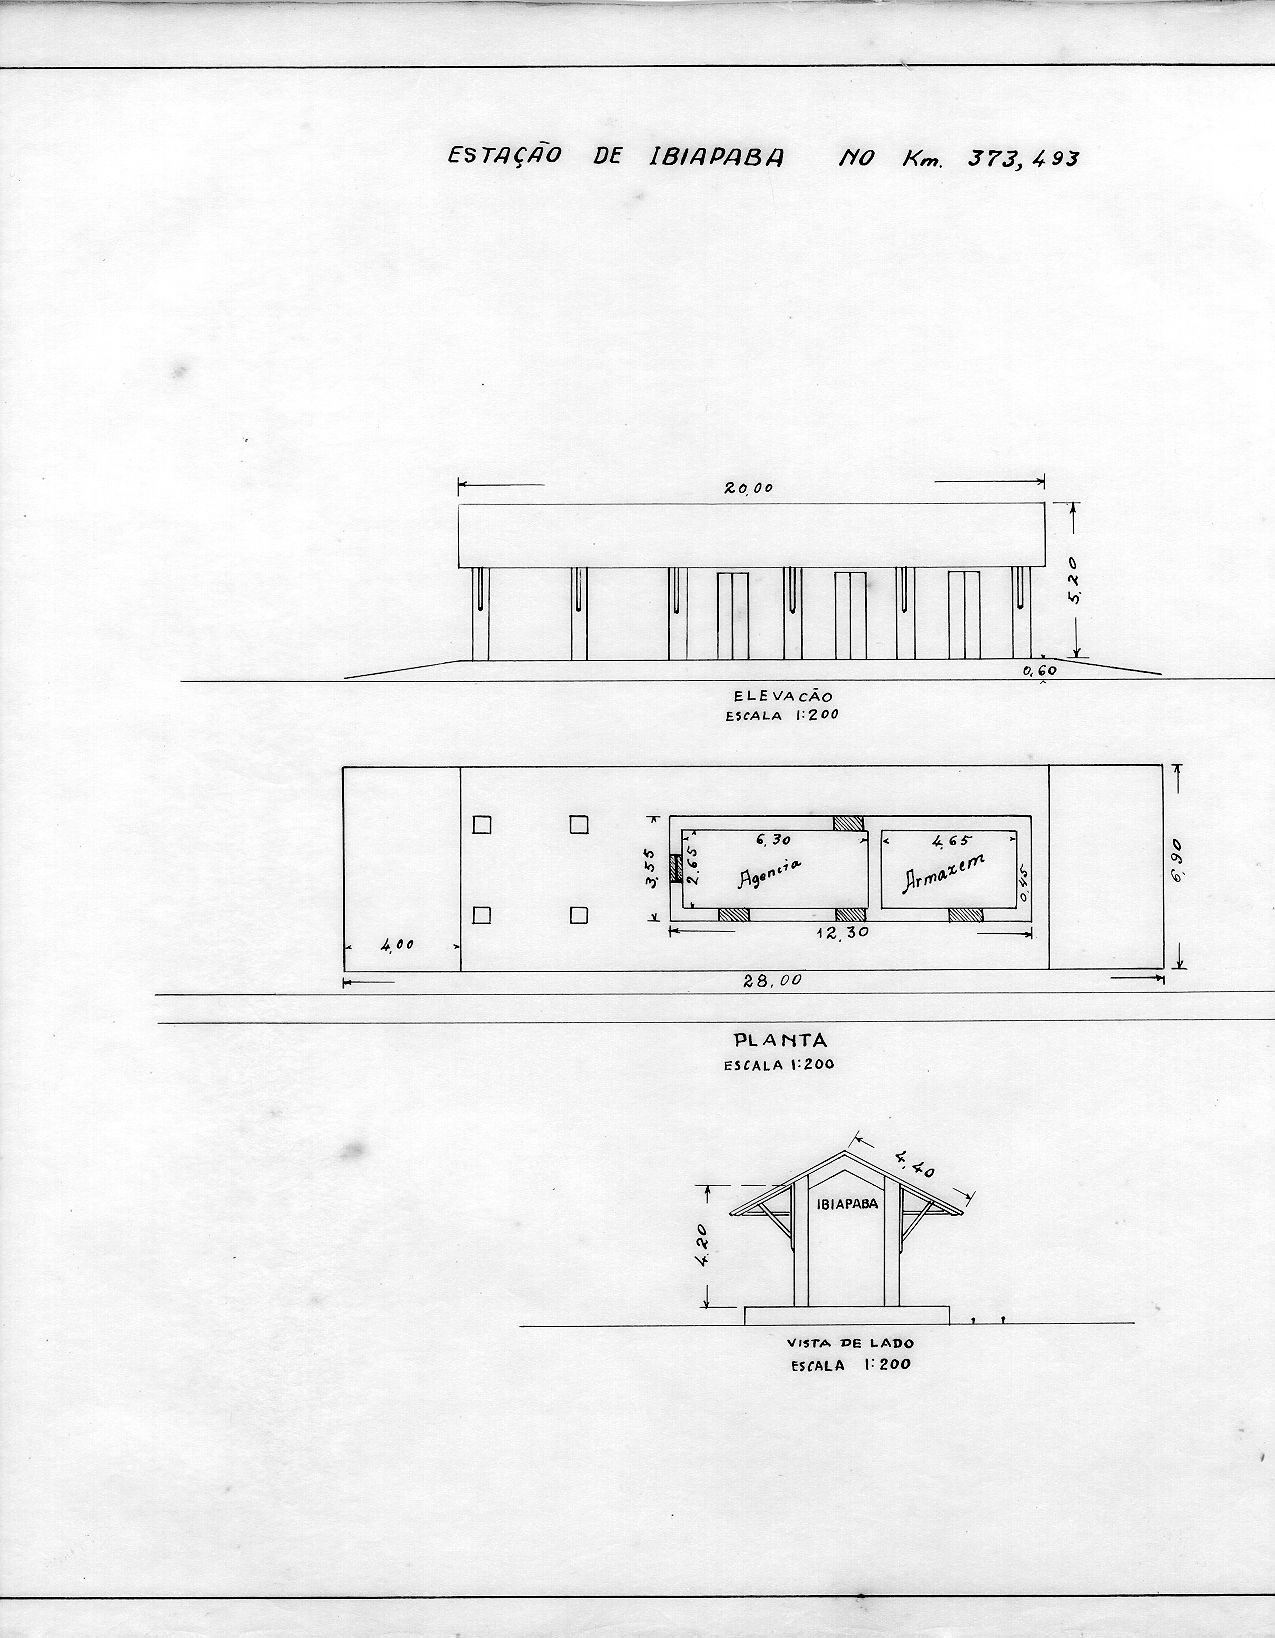 ESTAÇÃO DE IBIAPABA NO Km. 373,493
20,00
5,20
0,60
ELEVACÃO
ESCALA 1:200
3,55
2,65
6,30
Agencia
4,65
Armazem
0,45
6,90
4,00
12,30
28,00
PLANTA
ESCALA 1:200
4,40
IBIAPABA
4,20
VISTA DE LADO
ESCALA 1:200